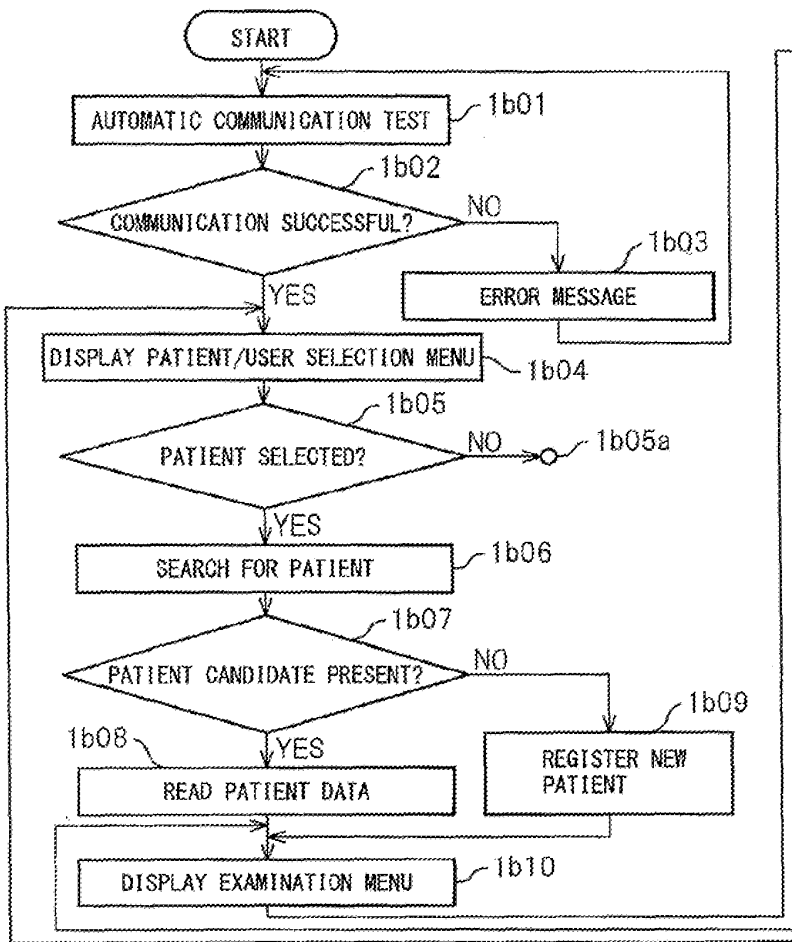 START
AUTOMATIC COMMUNICATION TEST
1b01
1b02
COMMUNICATION SUCCESSFUL?
NO
1b03
ERROR MESSAGE
YES
DISPLAY PATIENT/USER SELECTION MENU
1b04
1b05
PATIENT SELECTED?
NO
1b05a
YES
SEARCH FOR PATIENT
1b06
1b07
PATIENT CANDIDATE PRESENT?
NO
1b09
REGISTER NEW
PATIENT
1b08
YES
READ PATIENT DATA
DISPLAY EXAMINATION MENU
1b10